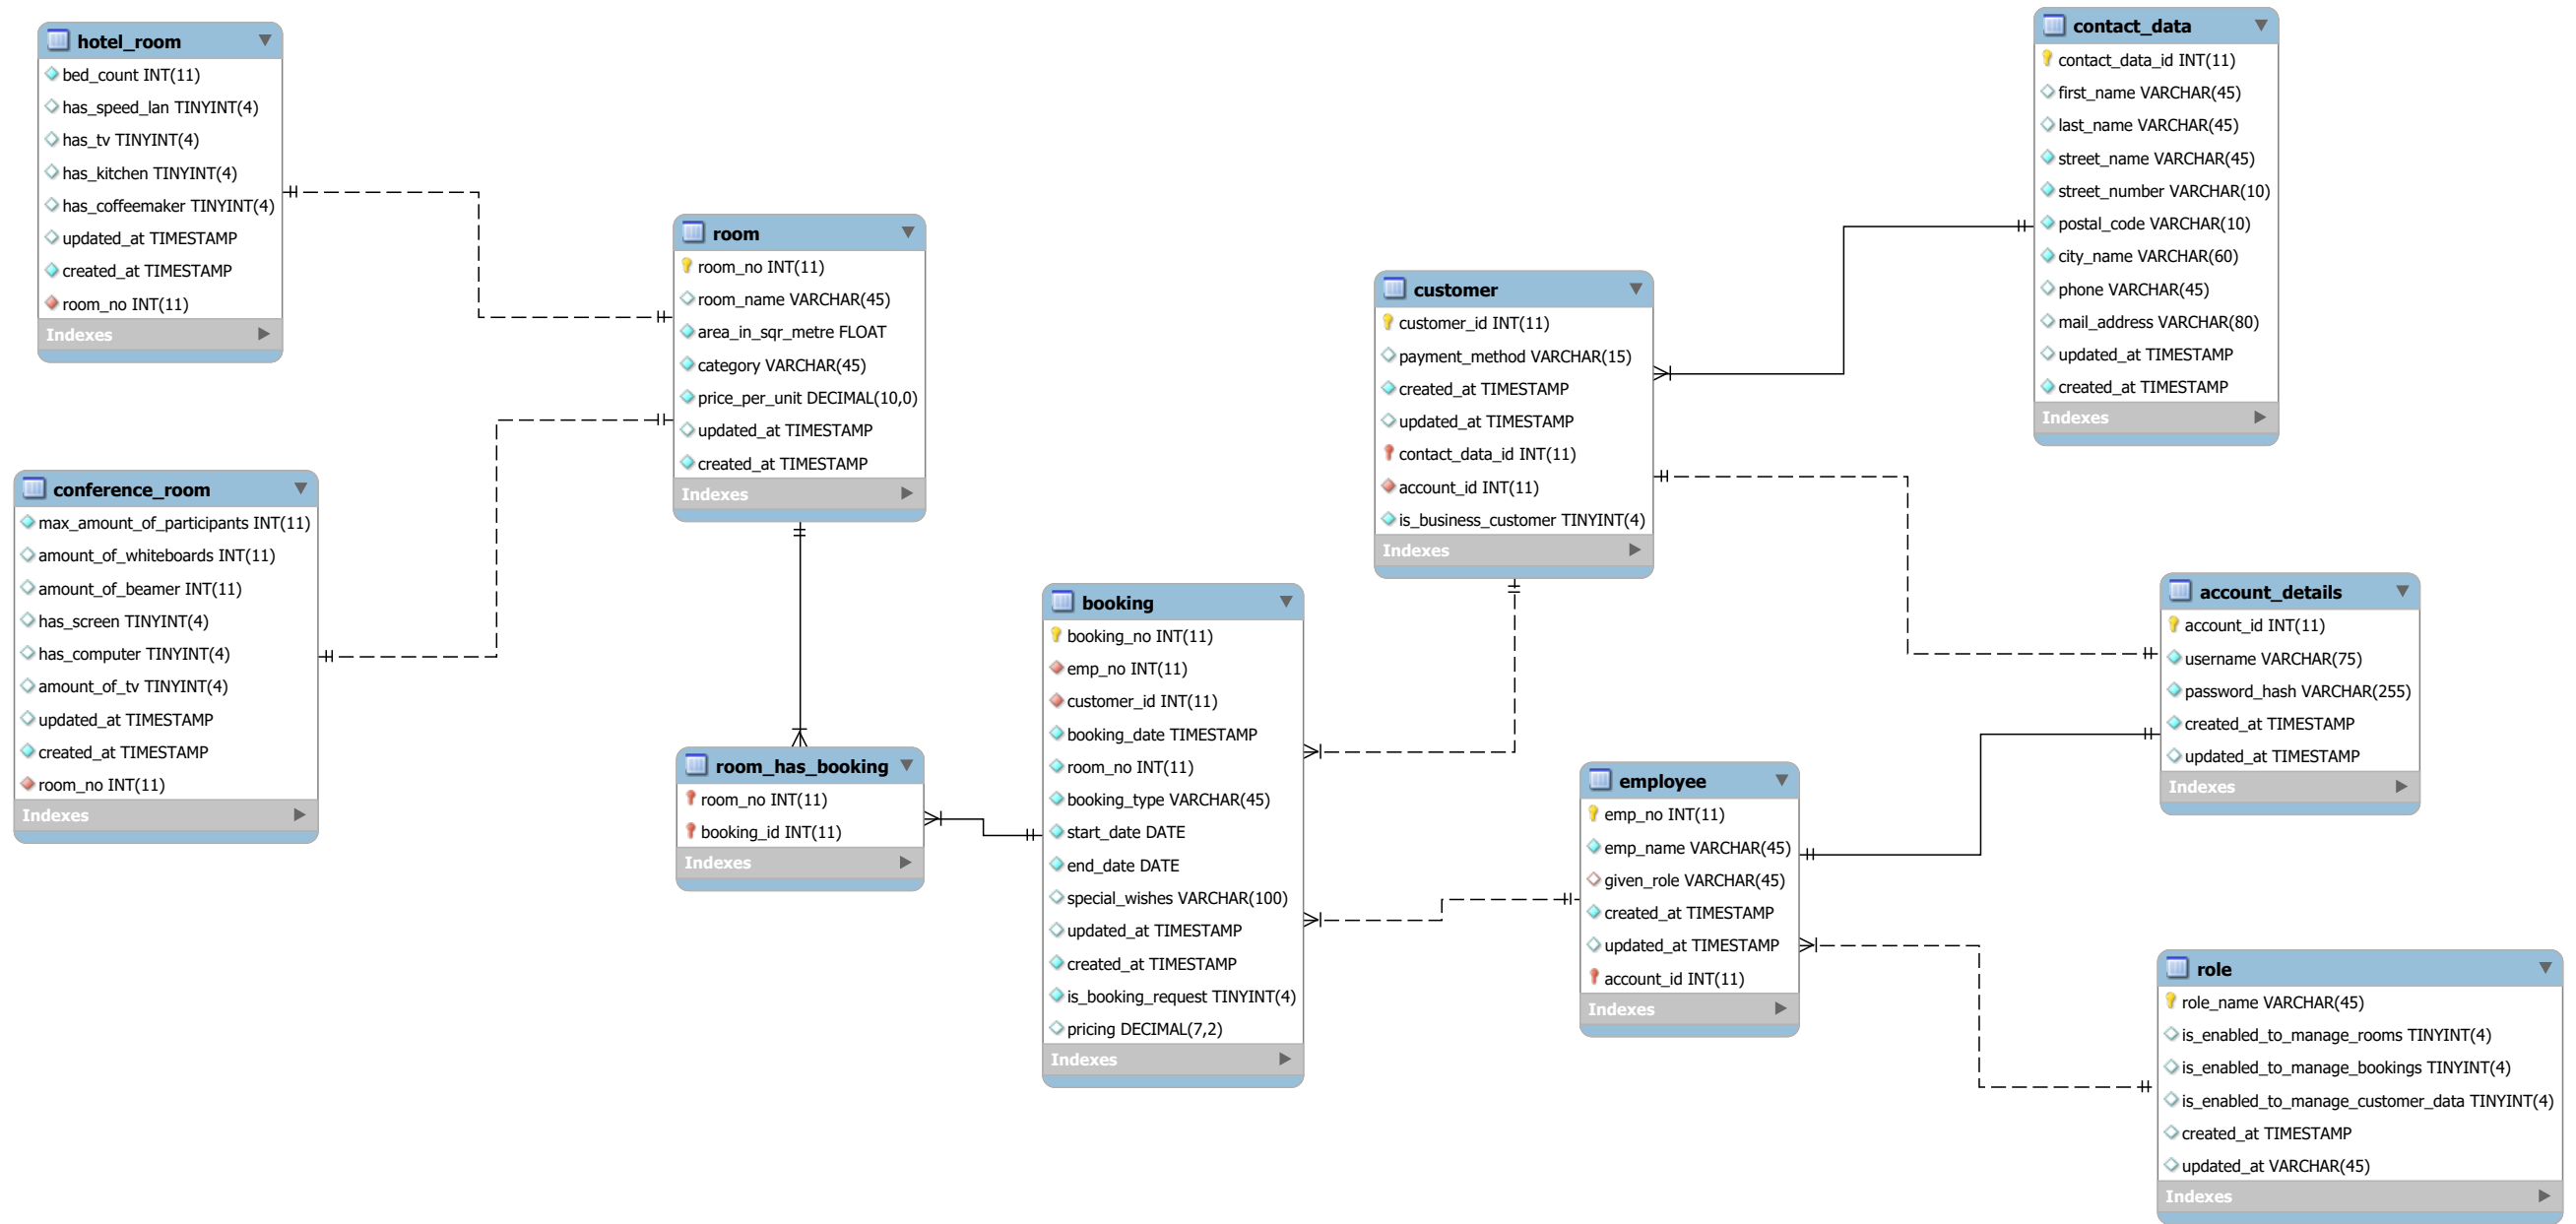 hotel_room
bed_count INT(11)
has_speed_lan TINYINT(4)
has_tv TINYINT(4)
has_kitchen TINYINT(4)
has_coffeemaker TINYINT(4)
updated_at TIMESTAMP
created_at TIMESTAMP
room_no INT(11)
Indexes
conference_room
max_amount_of_participants INT(11)
amount_of_whiteboards INT(11)
amount_of_beamer INT(11)
has_screen TINYINT(4)
has_computer TINYINT(4)
amount_of_tv TINYINT(4)
updated_at TIMESTAMP
created_at TIMESTAMP
room_no INT(11)
Indexes
room
room_no INT(11)
room_name VARCHAR(45)
area_in_sqr_metre FLOAT
category VARCHAR(45)
price_per_unit DECIMAL(10,0)
updated_at TIMESTAMP
created_at TIMESTAMP
Indexes
room_has_booking
room_no INT(11)
booking_id INT(11)
Indexes
booking
booking_no INT(11)
emp_no INT(11)
customer_id INT(11)
booking_date TIMESTAMP
room_no INT(11)
booking_type VARCHAR(45)
start_date DATE
end_date DATE
special_wishes VARCHAR(100)
updated_at TIMESTAMP
created_at TIMESTAMP
is_booking_request TINYINT(4)
pricing DECIMAL(7,2)
Indexes
customer
customer_id INT(11)
payment_method VARCHAR(15)
created_at TIMESTAMP
updated_at TIMESTAMP
contact_data_id INT(11)
account_id INT(11)
is_business_customer TINYINT(4)
Indexes
employee
emp_no INT(11)
emp_name VARCHAR(45)
given_role VARCHAR(45)
created_at TIMESTAMP
updated_at TIMESTAMP
account_id INT(11)
Indexes
contact_data
contact_data_id INT(11)
first_name VARCHAR(45)
last_name VARCHAR(45)
street_name VARCHAR(45)
street_number VARCHAR(10)
postal_code VARCHAR(10)
city_name VARCHAR(60)
phone VARCHAR(45)
mail_address VARCHAR(80)
updated_at TIMESTAMP
created_at TIMESTAMP
Indexes
account_details
account_id INT(11)
username VARCHAR(75)
password_hash VARCHAR(255)
created_at TIMESTAMP
updated_at TIMESTAMP
Indexes
role
role_name VARCHAR(45)
is_enabled_to_manage_rooms TINYINT(4)
is_enabled_to_manage_bookings TINYINT(4)
is_enabled_to_manage_customer_data TINYINT(4)
created_at TIMESTAMP
updated_at VARCHAR(45)
Indexes